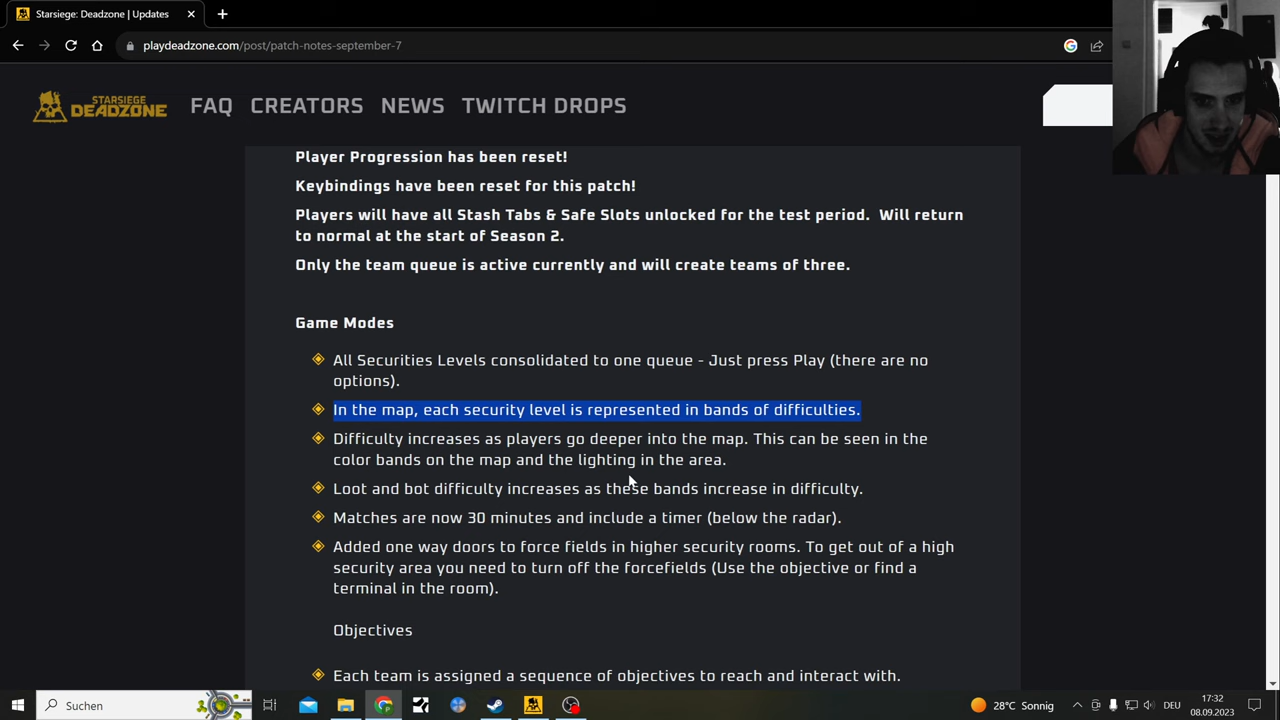 Starsiege: Deadzone | Updates
playdeadzone.com/post/patch-notes-september-7
STARSIEGE
DEADZONE
FAQ CREATORS NEWS TWITCH DROPS
Player Progression has been reset!
Keybindings have been reset for this patch!
Players will have all Stash Tabs & Safe Slots unlocked for the test period. Will return
to normal at the start of Season 2.
Only the team queue is active currently and will create teams of three.
Game Modes
All Securities Levels consolidated to one queue - Just press Play (there are no
options).
In the map, each security level is represented in bands of difficulties.
Difficulty increases as players go deeper into the map. This can be seen in the
color bands on the map and the lighting in the area.
Loot and bot difficulty increases as these bands increase in difficulty.
Matches are now 30 minutes and include a timer (below the radar).
Added one way doors to force fields in higher security rooms. To get out of a high
security area you need to turn off the forcefields (Use the objective or find a
terminal in the room).
Objectives
Each team is assigned a sequence of objectives to reach and interact with.
Suchen
28°C Sonnig
17:32
08.09.2023